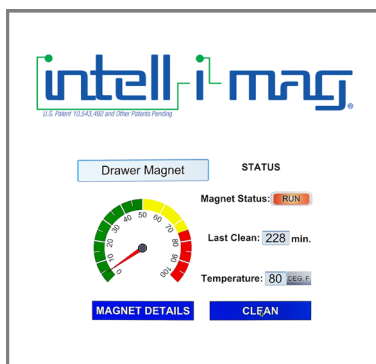 intell-i-mag®
U.S. Patent 10,543,492 and Other Patents Pending
Drawer Magnet
STATUS
Magnet Status: RUN
Last Clean: 228 min.
Temperature: 80 DEG. F
0 10 20 30 40 50 60 70 80 90 100
MAGNET DETAILS
CLEAN